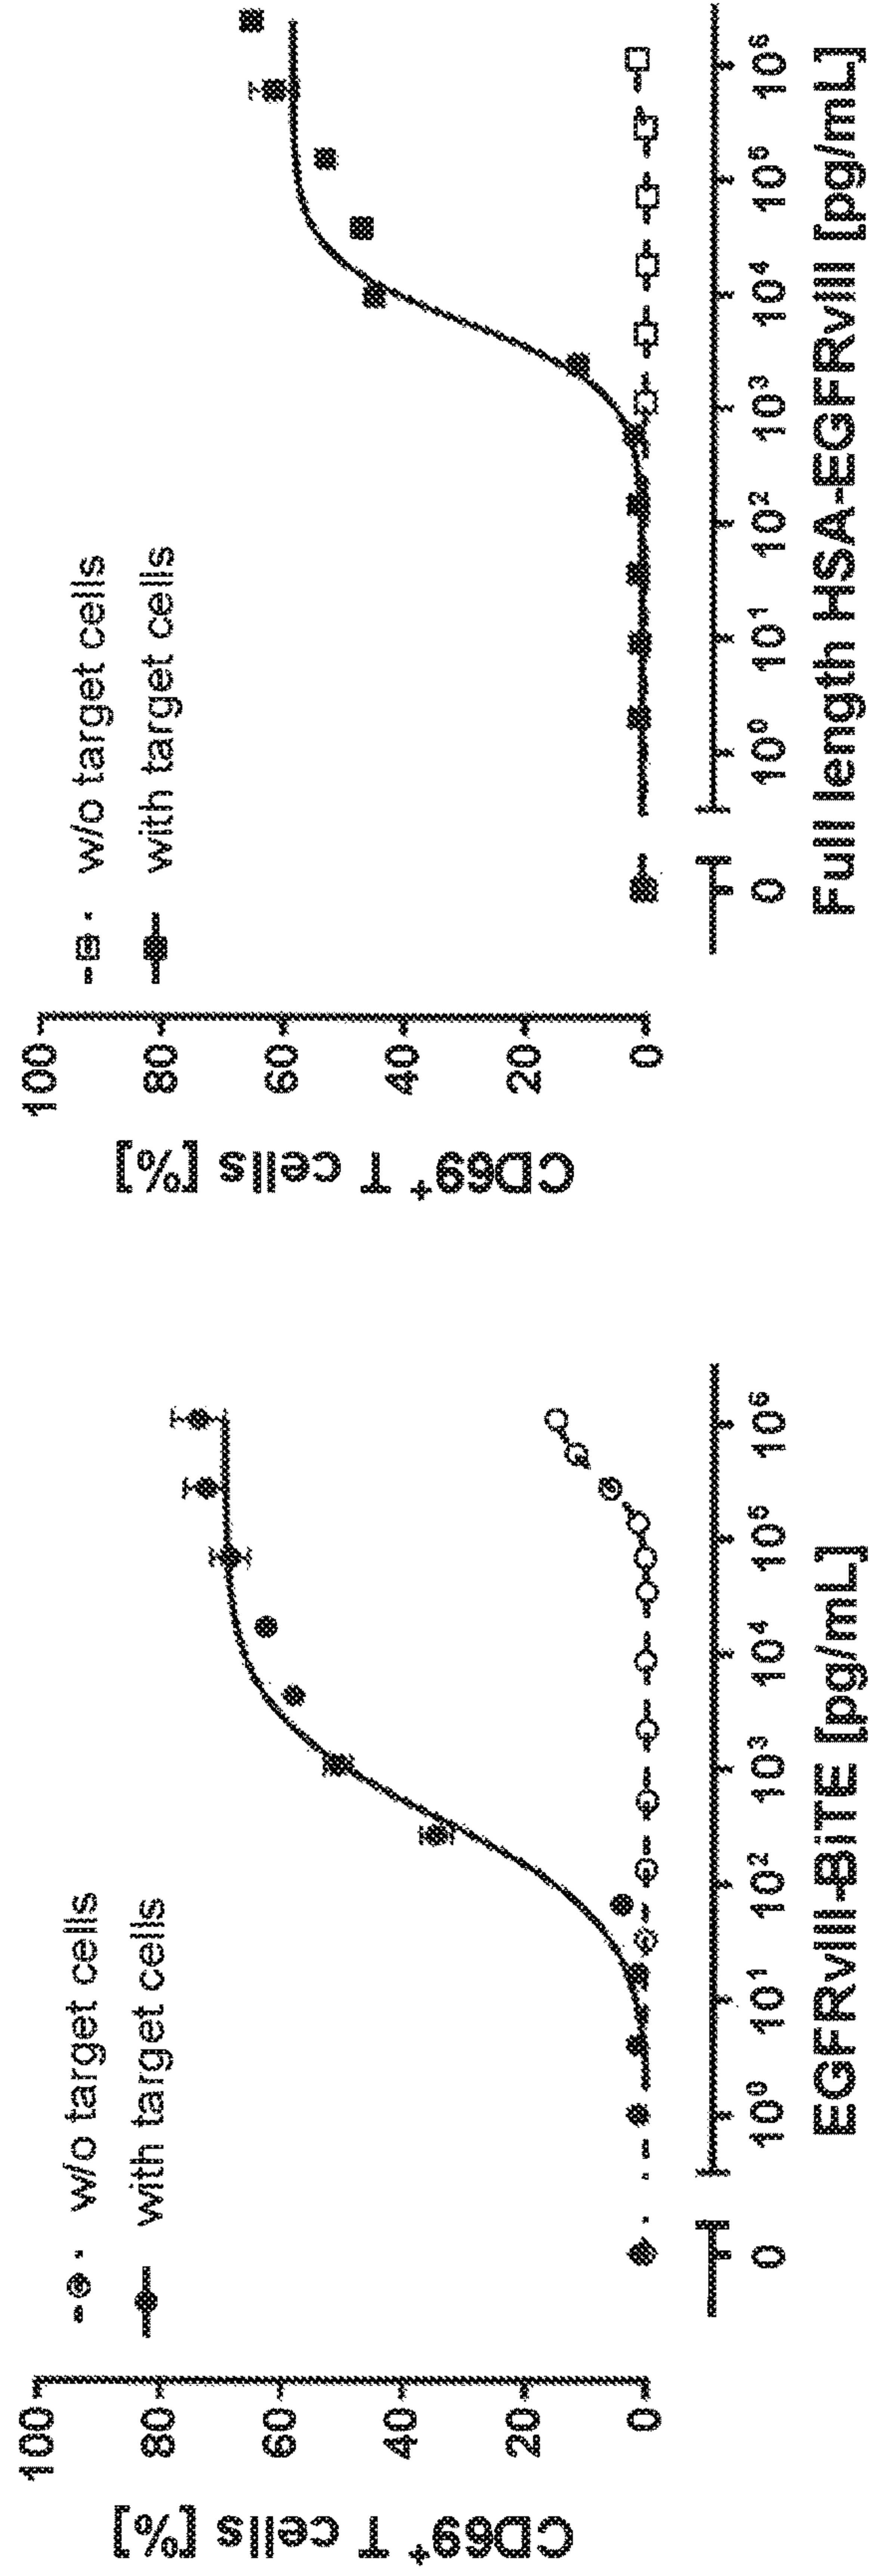 CD69⁺ T cells [%]
100
80
60
40
20
0
w/o target cells
with target cells
0 10⁰ 10¹ 10² 10³ 10⁴ 10⁵ 10⁶
EGFRvIII-BiTE [pg/mL]
CD69⁺ T cells [%]
100
80
60
40
20
0
w/o target cells
with target cells
0 10⁰ 10¹ 10² 10³ 10⁴ 10⁵ 10⁶
Full length HSA-EGFRvIII [pg/mL]